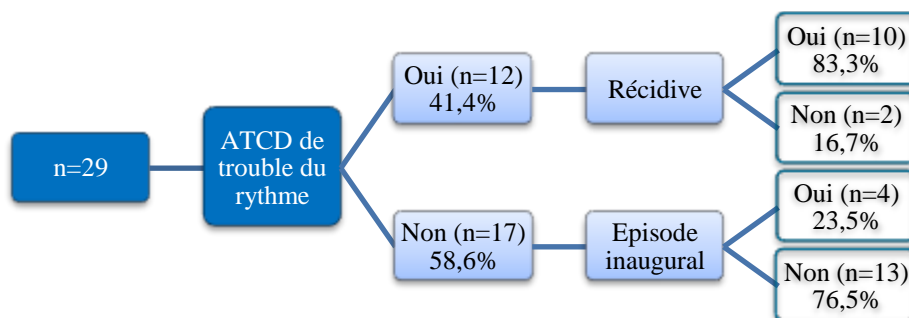 n=29
ATCD de
trouble du
rythme
Oui (n=12)
41,4%
Récidive
Oui (n=10)
83,3%
Non (n=2)
16,7%
Non (n=17)
58,6%
Episode
inaugural
Oui (n=4)
23,5%
Non (n=13)
76,5%